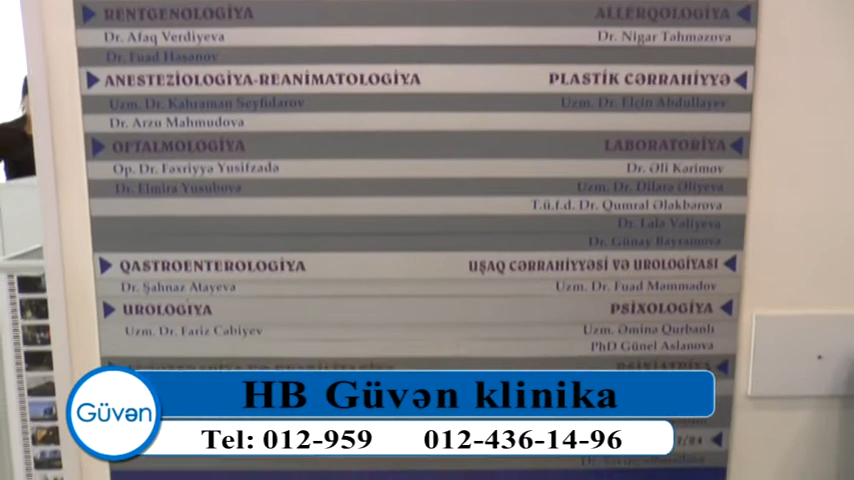 RENTGENOLOGİYA
Dr. Afaq Verdiyeva
Dr. Fuad Həsənov
ANESTEZİOLOGİYA-REANİMATOLOGİYA
Uzm. Dr. Kahraman Seyfidarov
Dr. Arzu Mahmudova
OFTALMOLOGİYA
Op. Dr. Fəxriyyə Yusifzadə
Dr. Elmira Yusubova
QASTROENTEROLOGİYA
Dr. Şahnaz Atayeva
UROLOGİYA
Uzm. Dr. Fariz Cəbiyev
ALLERQOLOGİYA
Dr. Nigar Təhməzova
PLASTİK CƏRRAHİYYƏ
Uzm. Dr. Elçin Abdullayev
LABORATORİYA
Dr. Əli Kərimov
Uzm. Dr. Dilarə Əliyeva
T.ü.f.d. Dr. Qumral Ələkbərova
Dr. Lalə Vəliyeva
Dr. Günay Bayramova
UŞAQ CƏRRAHİYYƏSİ VƏ UROLOGİYASI
Uzm. Dr. Fuad Məmmədov
PSİXOLOGİYA
Uzm. Əminə Qurbanlı
PhD Günel Aslanova
PSİXİATRİYA
Güvən
HB Güvən klinika
Tel: 012-959 012-436-14-96